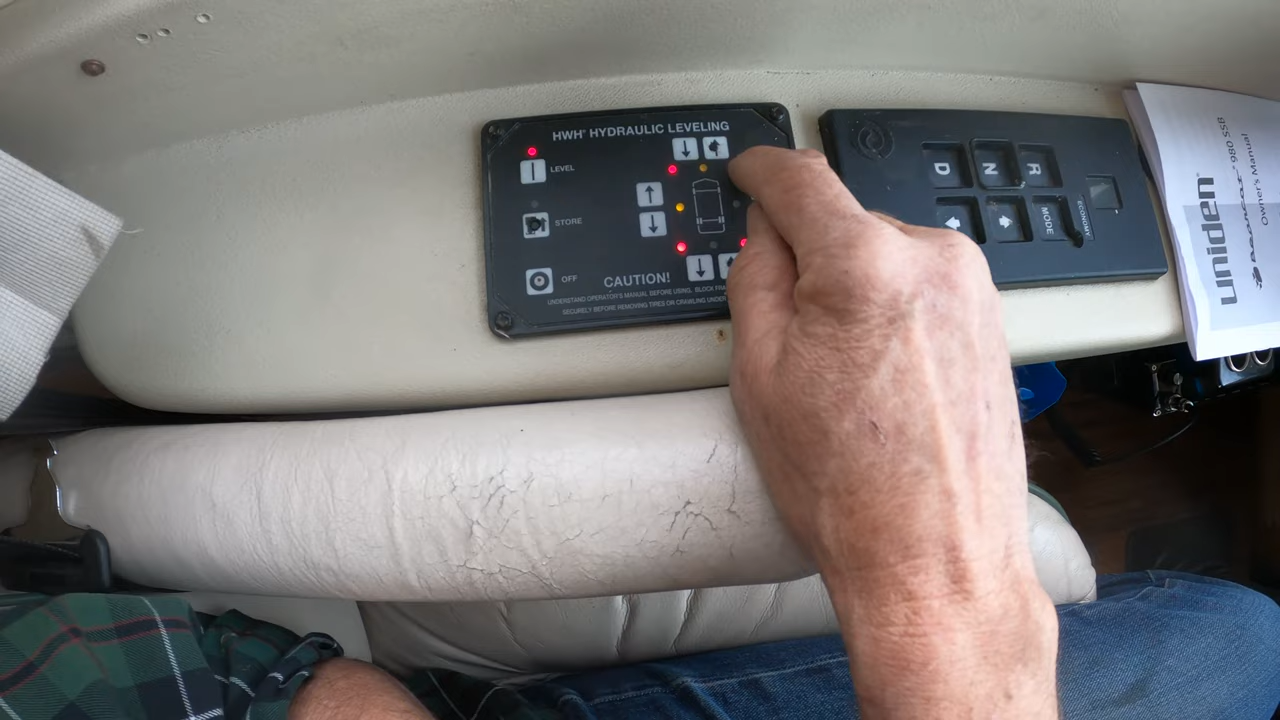 HWH® HYDRAULIC LEVELING
LEVEL
STORE
OFF
CAUTION!
UNDERSTAND OPERATOR'S MANUAL BEFORE USING. BLOCK
SECURELY BEFORE REMOVING TIRES OR CRAWLING UNDER
D
N
R
MODE
ECONOMY
uniden®
980 SSB
Owner's Manual